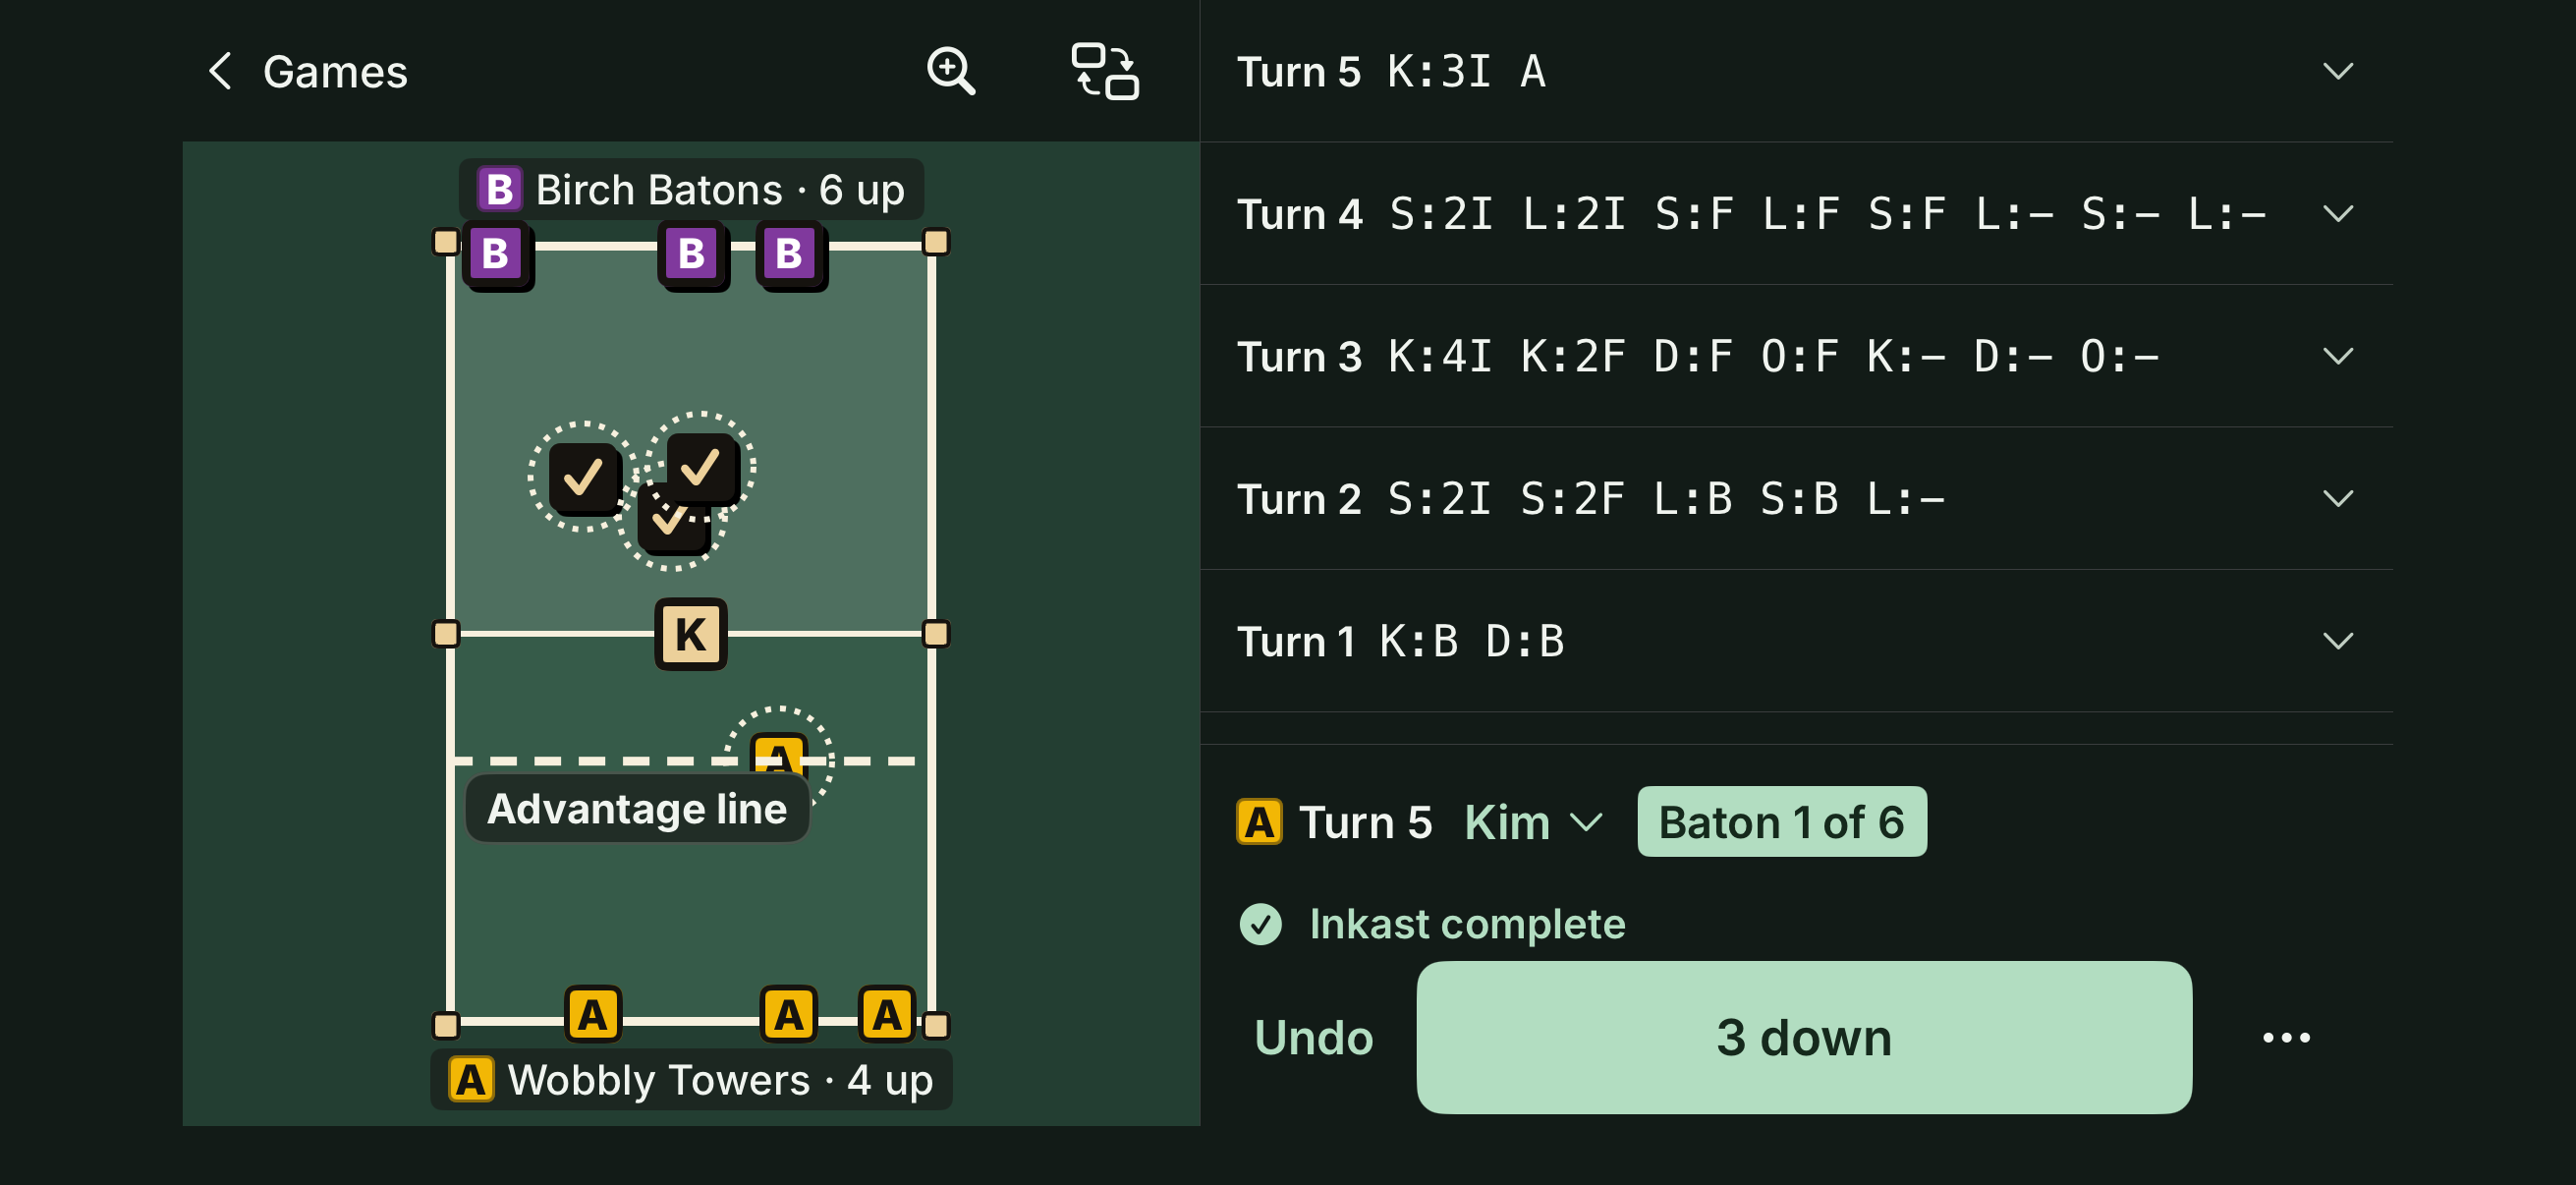 Games
B Birch Batons · 6 up
B B B
K
A
Advantage line
A A A
A Wobbly Towers · 4 up
Turn 5 K:3I A
Turn 4 S:2I L:2I S:F L:F S:F L:– S:– L:–
Turn 3 K:4I K:2F D:F O:F K:– D:– O:–
Turn 2 S:2I S:2F L:B S:B L:–
Turn 1 K:B D:B
A Turn 5 Kim Baton 1 of 6
Inkast complete
Undo 3 down